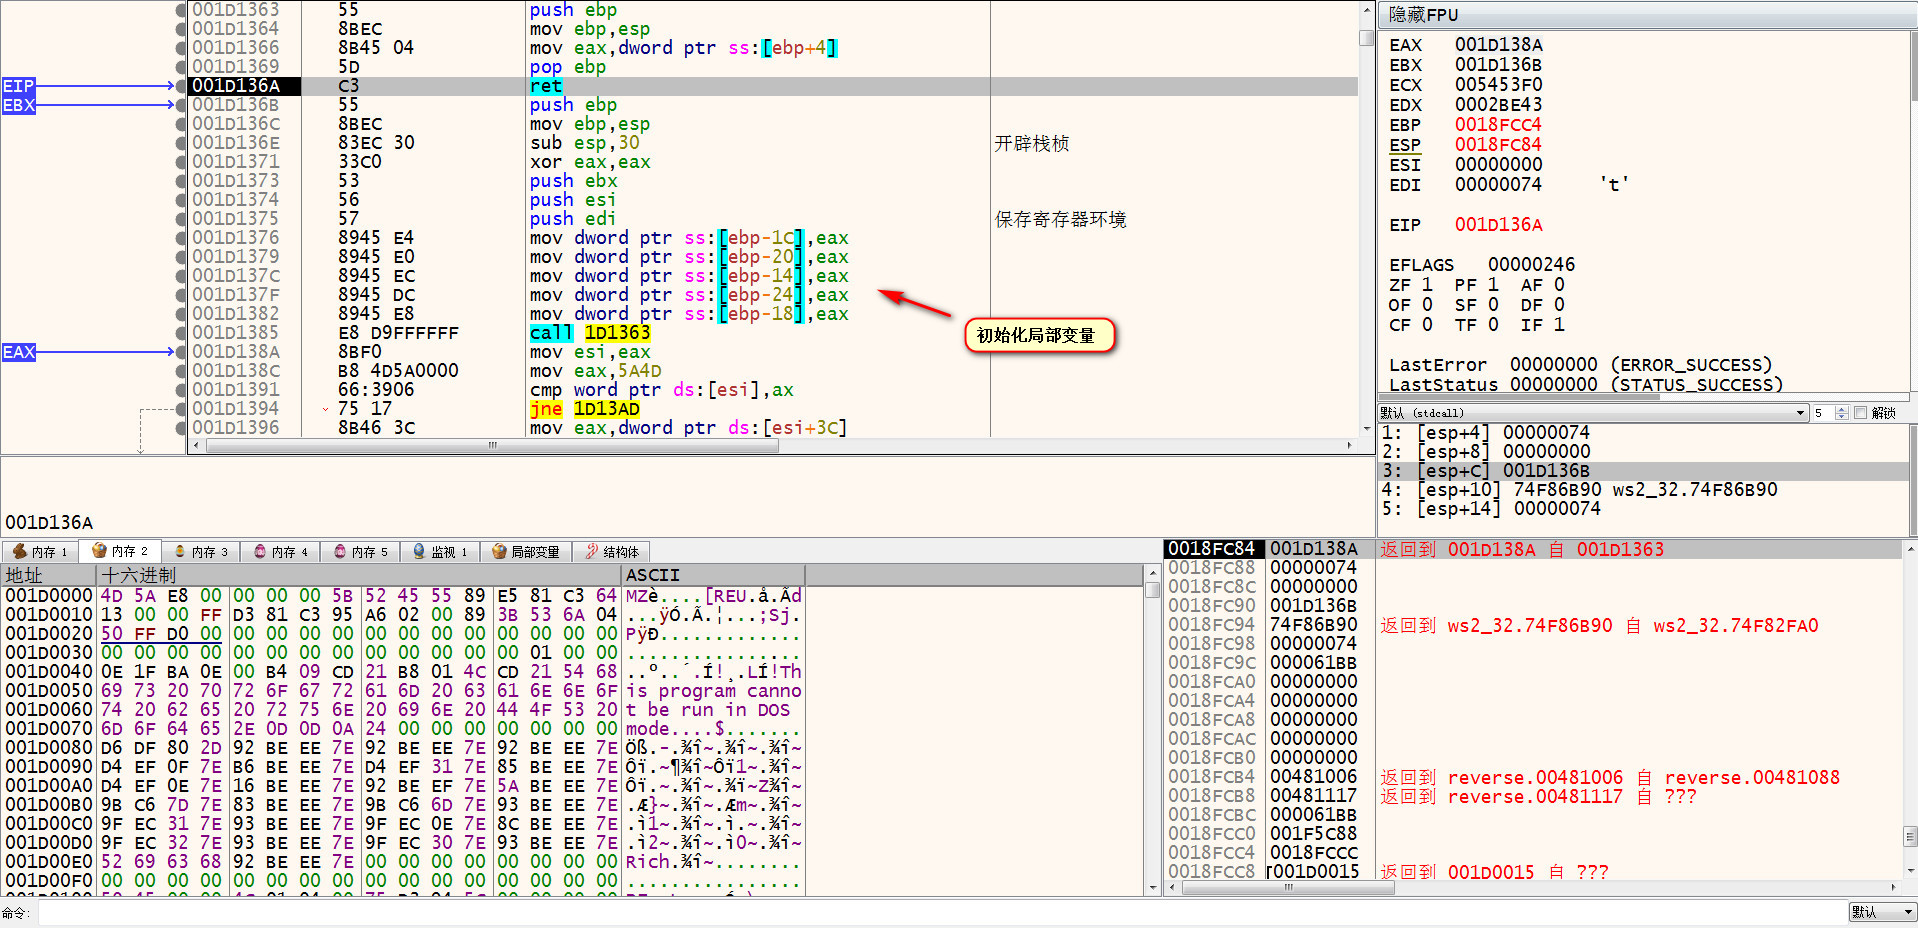 001D1363 55 push ebp
001D1364 8BEC mov ebp,esp
001D1366 8B45 04 mov eax,dword ptr ss:[ebp+4]
001D1369 5D pop ebp
EIP 001D136A C3 ret
EBX 001D136B 55 push ebp
001D136C 8BEC mov ebp,esp
001D136E 83EC 30 sub esp,30 开辟栈桢
001D1371 33C0 xor eax,eax
001D1373 53 push ebx
001D1374 56 push esi
001D1375 57 push edi 保存寄存器环境
001D1376 8945 E4 mov dword ptr ss:[ebp-1C],eax
001D1379 8945 E0 mov dword ptr ss:[ebp-20],eax
001D137C 8945 EC mov dword ptr ss:[ebp-14],eax
001D137F 8945 DC mov dword ptr ss:[ebp-24],eax
001D1382 8945 E8 mov dword ptr ss:[ebp-18],eax
初始化局部变量
001D1385 E8 D9FFFFFF call 1D1363
EAX 001D138A 8BF0 mov esi,eax
001D138C B8 4D5A0000 mov eax,5A4D
001D1391 66:3906 cmp word ptr ds:[esi],ax
001D1394 75 17 jne 1D13AD
001D1396 8B46 3C mov eax,dword ptr ds:[esi+3C]
001D136A
隐藏FPU
EAX 001D138A
EBX 001D136B
ECX 005453F0
EDX 0002BE43
EBP 0018FCC4
ESP 0018FC84
ESI 00000000
EDI 00000074 't'
EIP 001D136A
EFLAGS 00000246
ZF 1 PF 1 AF 0
OF 0 SF 0 DF 0
CF 0 TF 0 IF 1
LastError 00000000 (ERROR_SUCCESS)
LastStatus 00000000 (STATUS_SUCCESS)
默认 (stdcall) 5 解锁
1: [esp+4] 00000074
2: [esp+8] 00000000
3: [esp+C] 001D136B
4: [esp+10] 74F86B90 ws2_32.74F86B90
5: [esp+14] 00000074
内存 1 内存 2 内存 3 内存 4 内存 5 监视 1 局部变量 结构体
地址 十六进制 ASCII
001D0000 4D 5A E8 00 00 00 00 5B 52 45 55 89 E5 81 C3 64 MZè....[REU.å.Ãd
001D0010 13 00 00 FF D3 81 C3 95 A6 02 00 89 3B 53 6A 04 ...ÿÓ.Ã.¦...;Sj.
001D0020 50 FF D0 00 00 00 00 00 00 00 00 00 00 00 00 00 PÿÐ.............
001D0030 00 00 00 00 00 00 00 00 00 00 00 00 00 01 00 00 ................
001D0040 0E 1F BA 0E 00 B4 09 CD 21 B8 01 4C CD 21 54 68 ..º..´.Í!¸.LÍ!Th
001D0050 69 73 20 70 72 6F 67 72 61 6D 20 63 61 6E 6E 6F is program canno
001D0060 74 20 62 65 20 72 75 6E 20 69 6E 20 44 4F 53 20 t be run in DOS
001D0070 6D 6F 64 65 2E 0D 0D 0A 24 00 00 00 00 00 00 00 mode....$.......
001D0080 D6 DF 80 2D 92 BE EE 7E 92 BE EE 7E 92 BE EE 7E Öß.-.¾î~.¾î~.¾î~
001D0090 D4 EF 0F 7E B6 BE EE 7E D4 EF 31 7E 85 BE EE 7E Ôï.~¶¾î~Ôï1~.¾î~
001D00A0 D4 EF 0E 7E 16 BE EE 7E 92 BE EF 7E 5A BE EE 7E Ôï.~.¾î~.¾ï~Z¾î~
001D00B0 9B C6 7D 7E 83 BE EE 7E 9B C6 6D 7E 93 BE EE 7E .Æ}~.¾î~.Æm~.¾î~
001D00C0 9F EC 31 7E 93 BE EE 7E 9F EC 0E 7E 8C BE EE 7E .ì1~.¾î~.ì.~.¾î~
001D00D0 9F EC 32 7E 93 BE EE 7E 9F EC 30 7E 93 BE EE 7E .ì2~.¾î~.ì0~.¾î~
001D00E0 52 69 63 68 92 BE EE 7E 00 00 00 00 00 00 00 00 Rich.¾î~........
001D00F0 00 00 00 00 00 00 00 00 00 00 00 00 00 00 00 00 ................
0018FC84 001D138A 返回到 001D138A 自 001D1363
0018FC88 00000074
0018FC8C 00000000
0018FC90 001D136B
0018FC94 74F86B90 返回到 ws2_32.74F86B90 自 ws2_32.74F82FA0
0018FC98 00000074
0018FC9C 000061BB
0018FCA0 00000000
0018FCA4 00000000
0018FCA8 00000000
0018FCAC 00000000
0018FCB0 00000000
0018FCB4 00481006 返回到 reverse.00481006 自 reverse.00481088
0018FCB8 00481117 返回到 reverse.00481117 自 ???
0018FCBC 000061BB
0018FCC0 001F5C88
0018FCC4 0018FCCC
0018FCC8 001D0015 返回到 001D0015 自 ???
命令: 默认